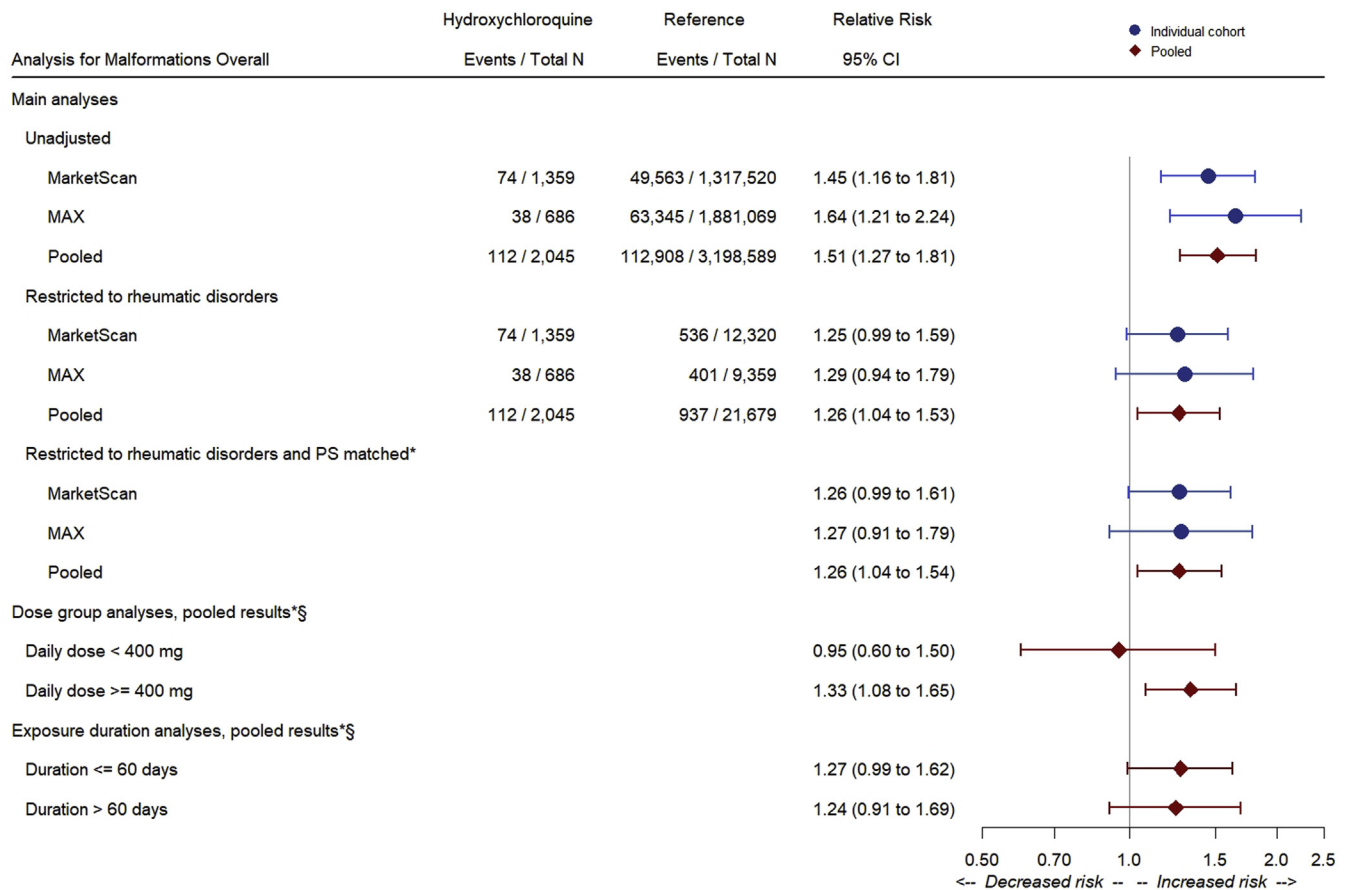 Hydroxychloroquine Reference Relative Risk
Individual cohort
Analysis for Malformations Overall Events / Total N Events / Total N 95% CI
Pooled
Main analyses
Unadjusted
MarketScan 74 / 1,359 49,563 / 1,317,520 1.45 (1.16 to 1.81)
MAX 38 / 686 63,345 / 1,881,069 1.64 (1.21 to 2.24)
Pooled 112 / 2,045 112,908 / 3,198,589 1.51 (1.27 to 1.81)
Restricted to rheumatic disorders
MarketScan 74 / 1,359 536 / 12,320 1.25 (0.99 to 1.59)
MAX 38 / 686 401 / 9,359 1.29 (0.94 to 1.79)
Pooled 112 / 2,045 937 / 21,679 1.26 (1.04 to 1.53)
Restricted to rheumatic disorders and PS matched*
MarketScan 1.26 (0.99 to 1.61)
MAX 1.27 (0.91 to 1.79)
Pooled 1.26 (1.04 to 1.54)
Dose group analyses, pooled results*§
Daily dose < 400 mg 0.95 (0.60 to 1.50)
Daily dose >= 400 mg 1.33 (1.08 to 1.65)
Exposure duration analyses, pooled results*§
Duration <= 60 days 1.27 (0.99 to 1.62)
Duration > 60 days 1.24 (0.91 to 1.69)
0.50 0.70 1.0 1.5 2.0 2.5
<-- Decreased risk -- -- Increased risk -->